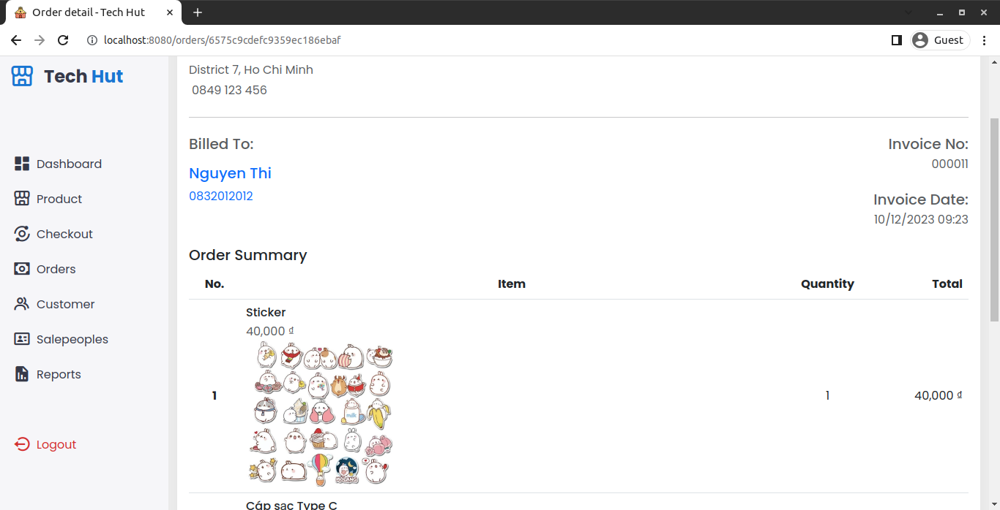 Order detail - Tech Hut
localhost:8080/orders/6575c9cdefc9359ec186ebaf
Guest
Tech Hut
Dashboard
Product
Checkout
Orders
Customer
Salepeoples
Reports
Logout
District 7, Ho Chi Minh
0849 123 456
Billed To:
Nguyen Thi
0832012012
Invoice No:
000011
Invoice Date:
10/12/2023 09:23
Order Summary
No. Item Quantity Total
Sticker
40,000 ₫
milk
MOLANG
1 1 40,000 ₫
Cáp sạc Type C